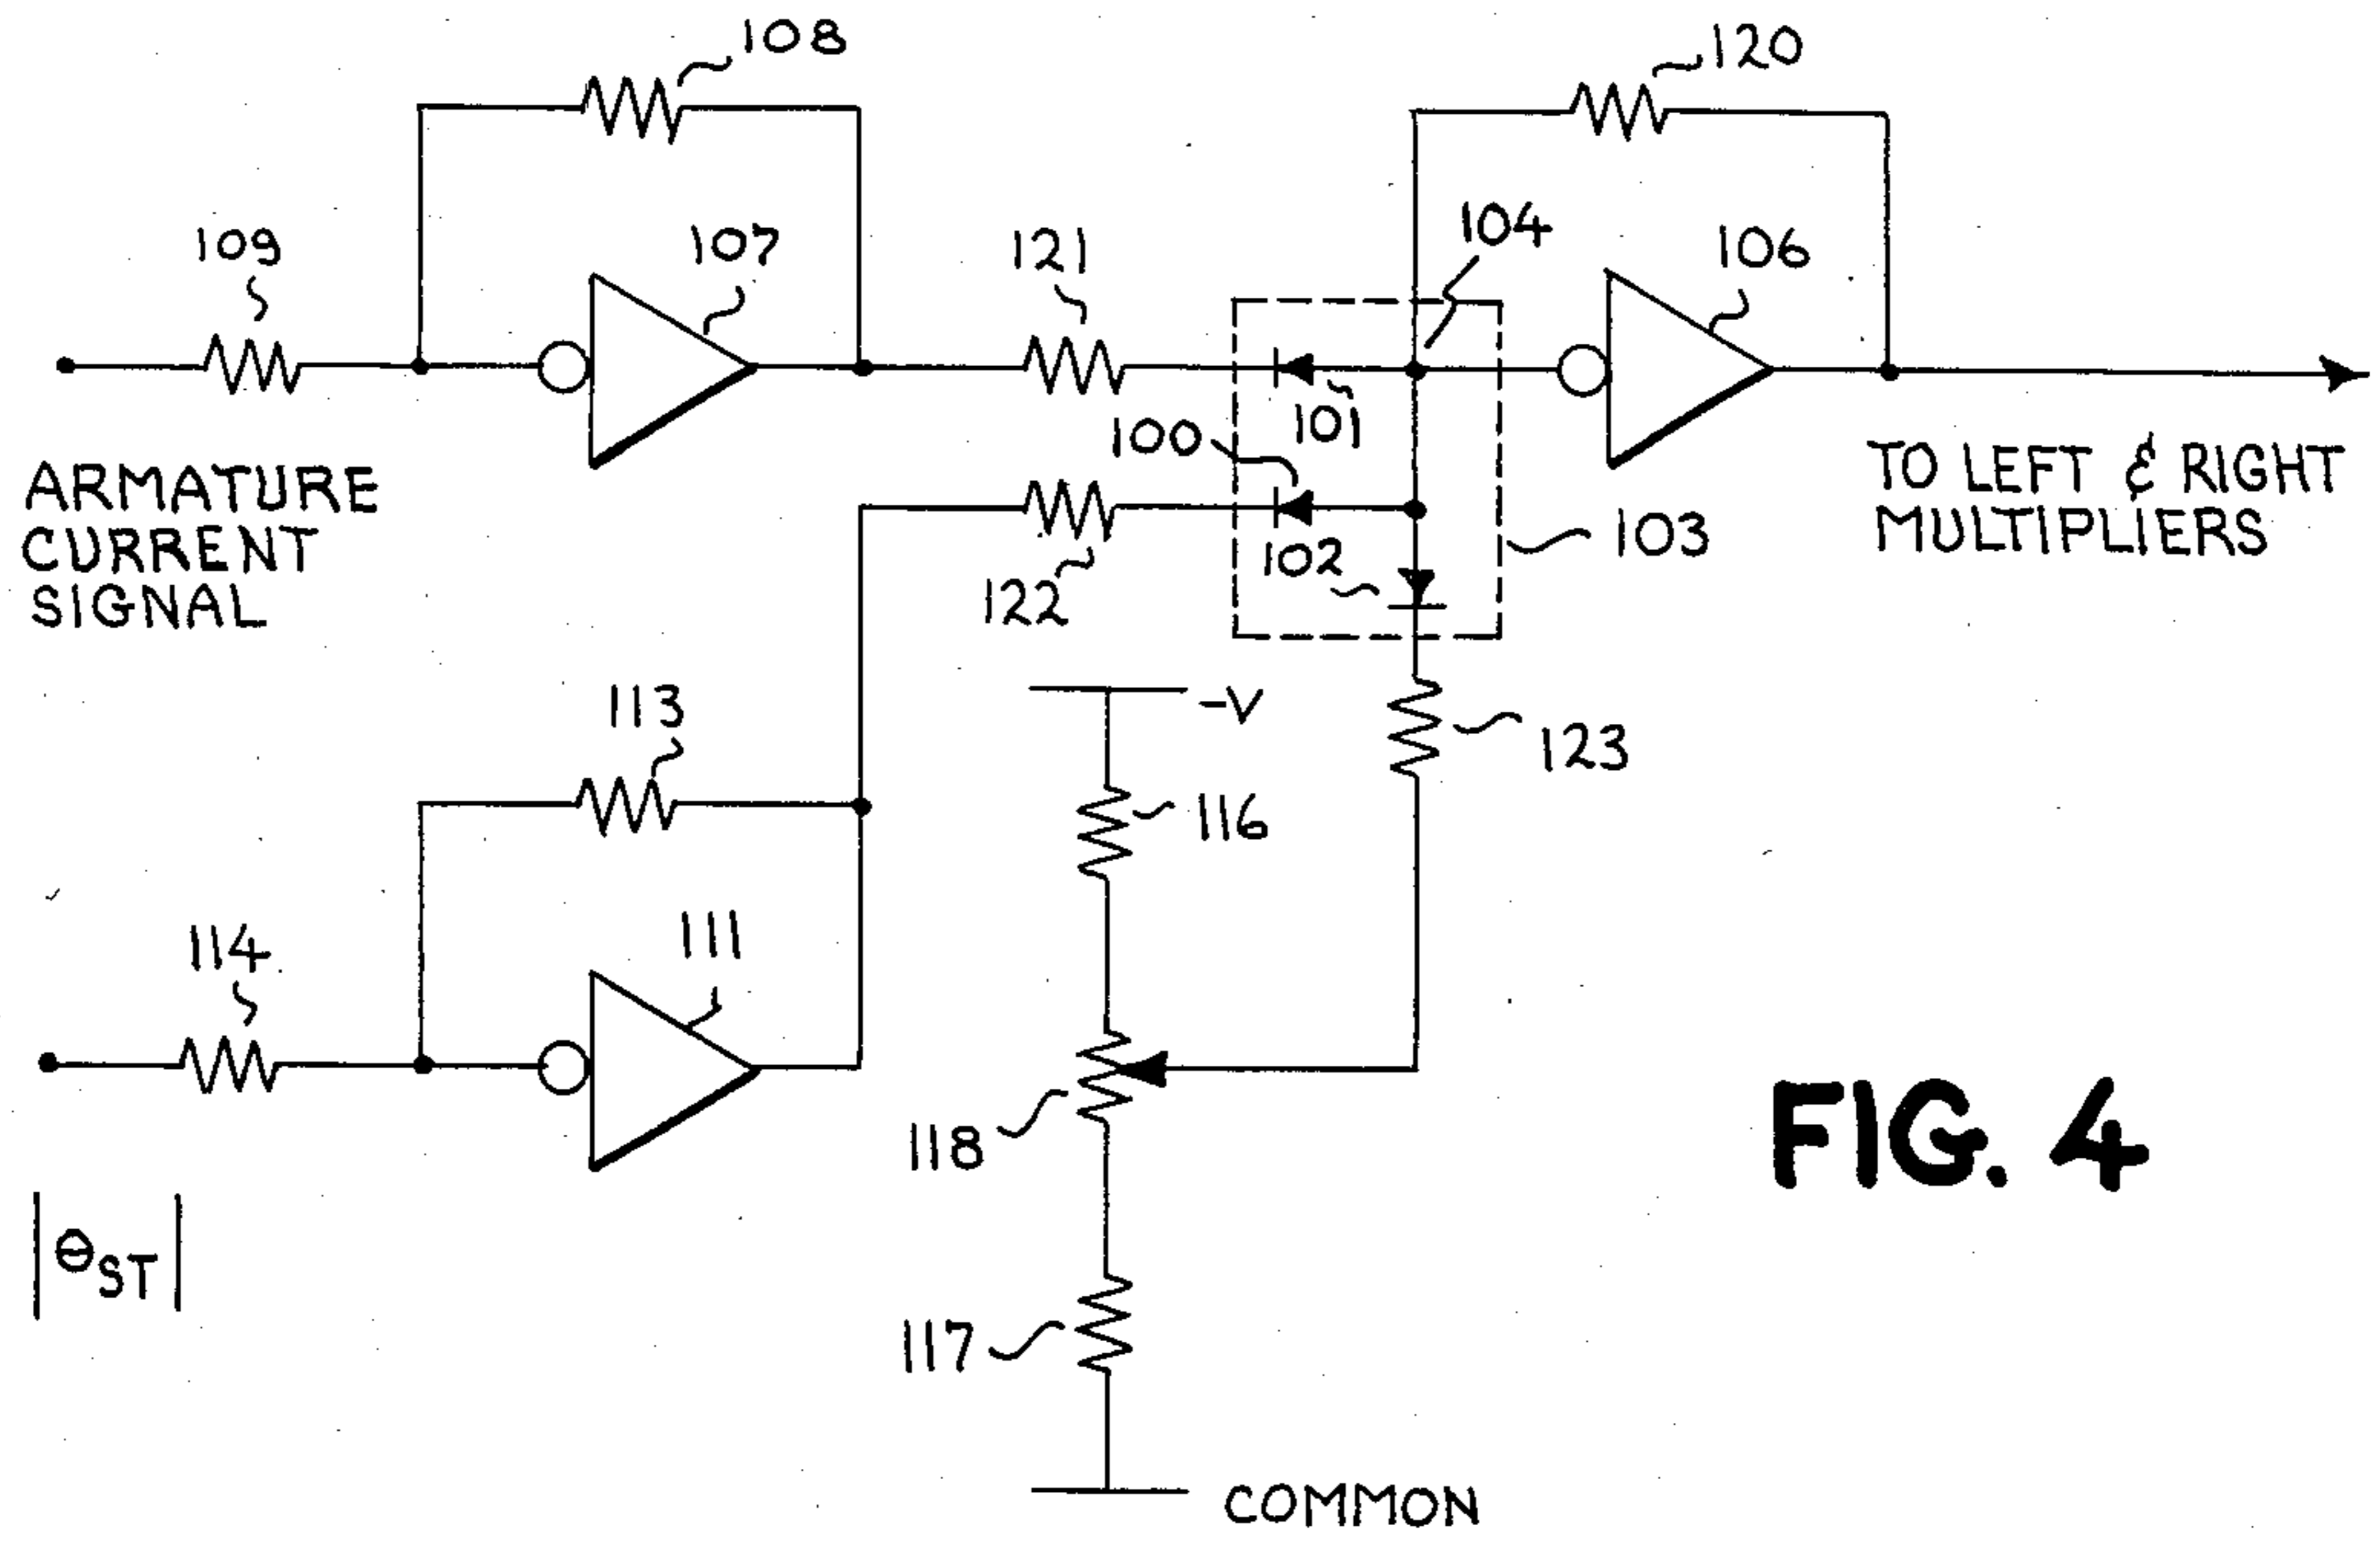 108
120
109
107
121
104
106
101
100
ARMATURE
CURRENT
SIGNAL
TO LEFT & RIGHT
MULTIPLIERS
103
102
122
113
-V
123
116
114
111
118
FIG. 4
|θST|
117
COMMON